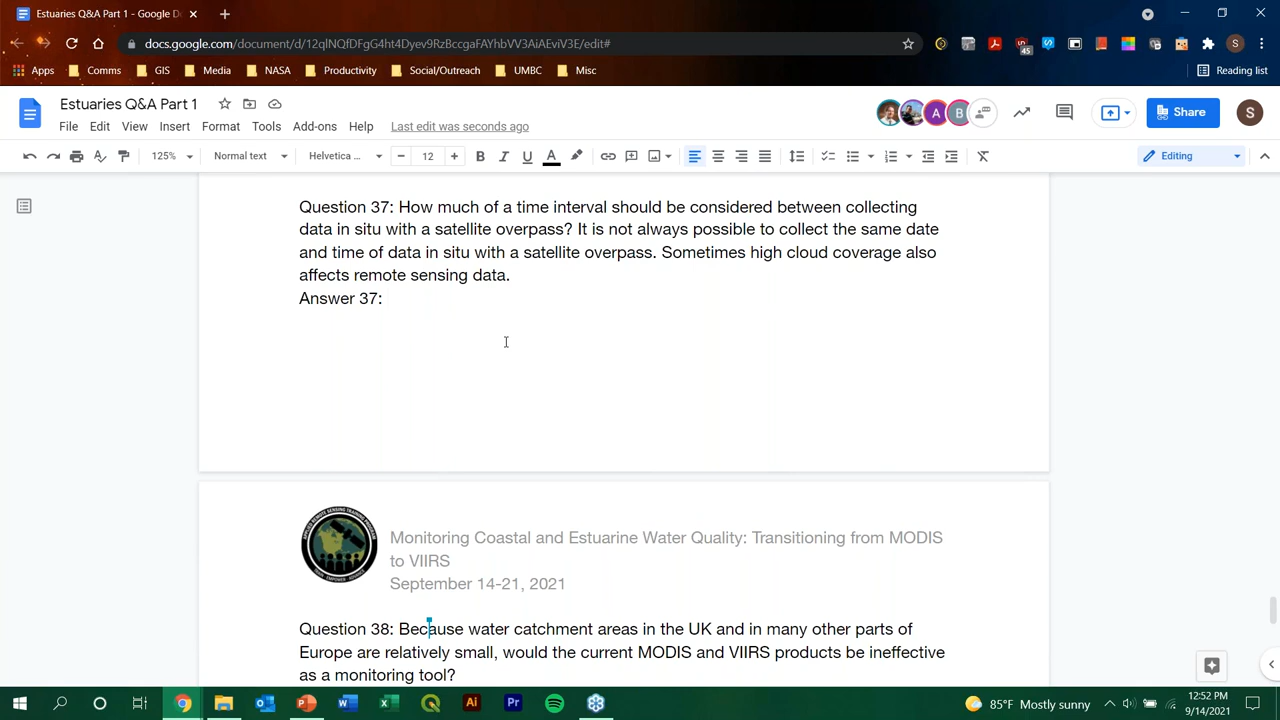 Estuaries Q&A Part 1 - Google D
docs.google.com/document/d/12qlNQfDFgG4ht4Dyev9RzBccgaFAYhbVV3AiAEviV3E/edit#
45
S
Apps
Comms
GIS
Media
NASA
Productivity
Social/Outreach
UMBC
Misc
Reading list
Estuaries Q&A Part 1
File Edit View Insert Format Tools Add-ons Help Last edit was seconds ago
A
B
Share
S
125%
Normal text
Helvetica ...
12
B I U A
Editing
Question 37: How much of a time interval should be considered between collecting
data in situ with a satellite overpass? It is not always possible to collect the same date
and time of data in situ with a satellite overpass. Sometimes high cloud coverage also
affects remote sensing data.
Answer 37:
Monitoring Coastal and Estuarine Water Quality: Transitioning from MODIS
to VIIRS
September 14-21, 2021
Question 38: Because water catchment areas in the UK and in many other parts of
Europe are relatively small, would the current MODIS and VIIRS products be ineffective
as a monitoring tool?
85°F Mostly sunny
12:52 PM
9/14/2021